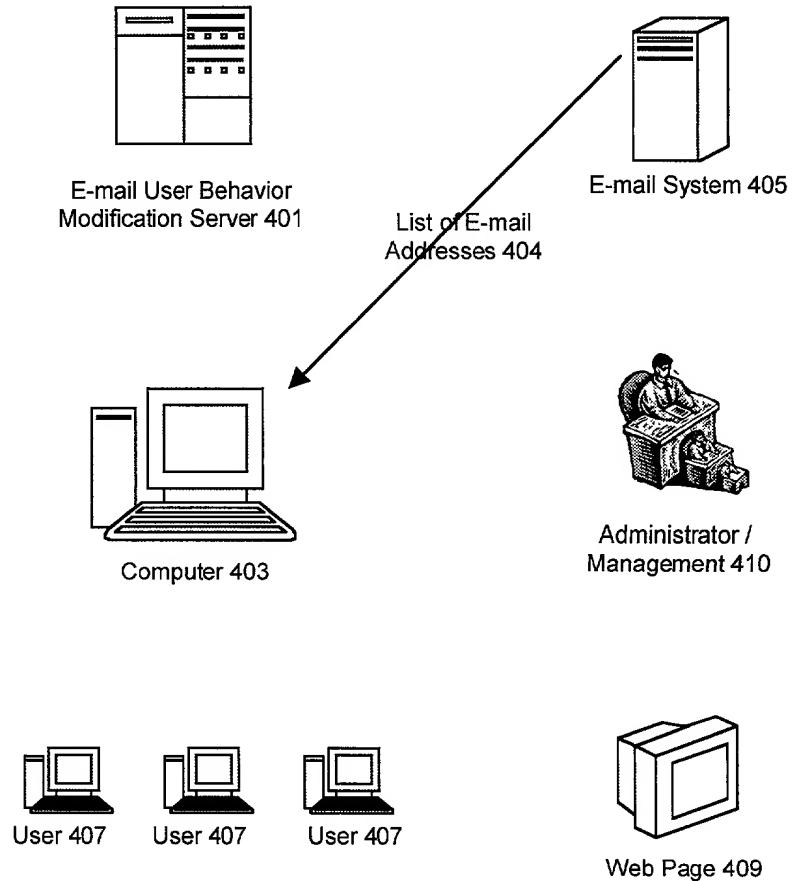 E-mail User Behavior
Modification Server 401
E-mail System 405
List of E-mail
Addresses 404
Computer 403
Administrator /
Management 410
User 407
User 407
User 407
Web Page 409